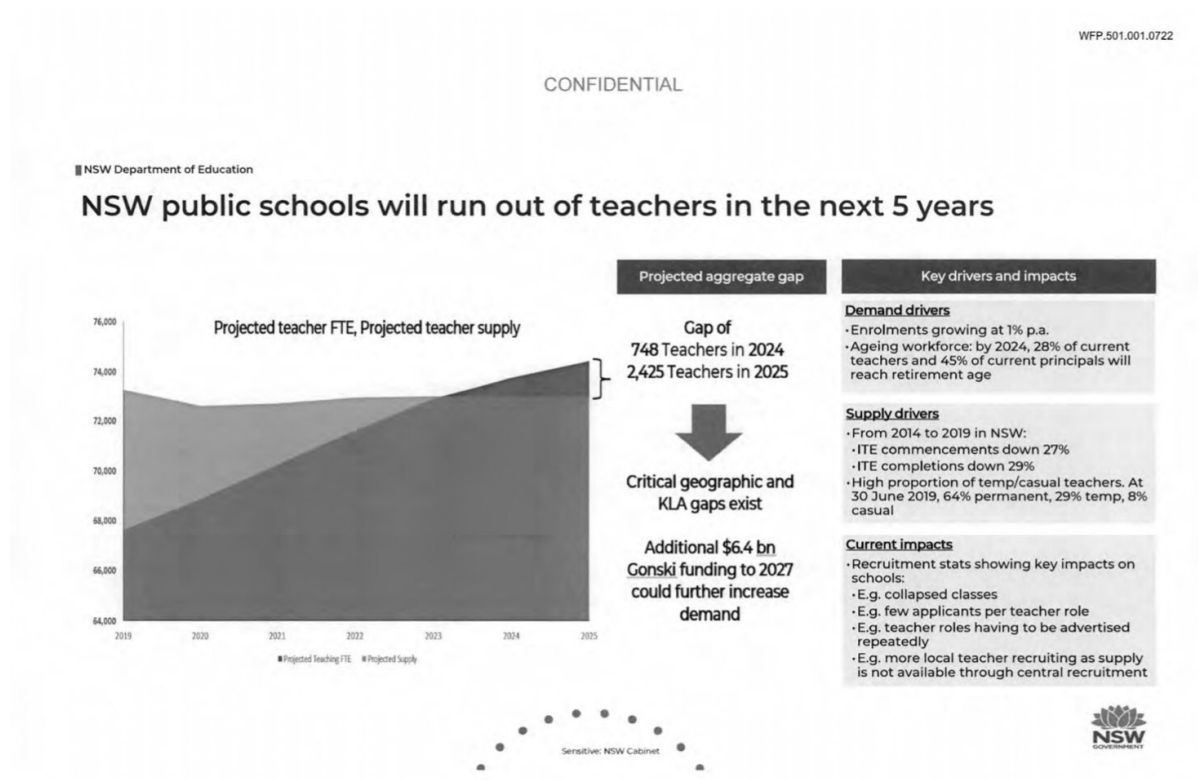 WFP.501.001.0722
CONFIDENTIAL
NSW Department of Education
NSW public schools will run out of teachers in the next 5 years
Projected teacher FTE, Projected teacher supply
76,000
74,000
72,000
70,000
68,000
66,000
64,000
2019 2020 2021 2022 2023 2024 2025
Projected Teaching FTE Projected Supply
Projected aggregate gap
Gap of
748 Teachers in 2024
2,425 Teachers in 2025
Critical geographic and
KLA gaps exist
Additional $6.4 bn
Gonski funding to 2027
could further increase
demand
Key drivers and impacts
Demand drivers
•Enrolments growing at 1% p.a.
•Ageing workforce: by 2024, 28% of current
teachers and 45% of current principals will
reach retirement age
Supply drivers
•From 2014 to 2019 in NSW:
•ITE commencements down 27%
•ITE completions down 29%
•High proportion of temp/casual teachers. At
30 June 2019, 64% permanent, 29% temp, 8%
casual
Current impacts
•Recruitment stats showing key impacts on
schools:
•E.g. collapsed classes
•E.g. few applicants per teacher role
•E.g. teacher roles having to be advertised
repeatedly
•E.g. more local teacher recruiting as supply
is not available through central recruitment
Sensitive: NSW Cabinet
NSW
GOVERNMENT